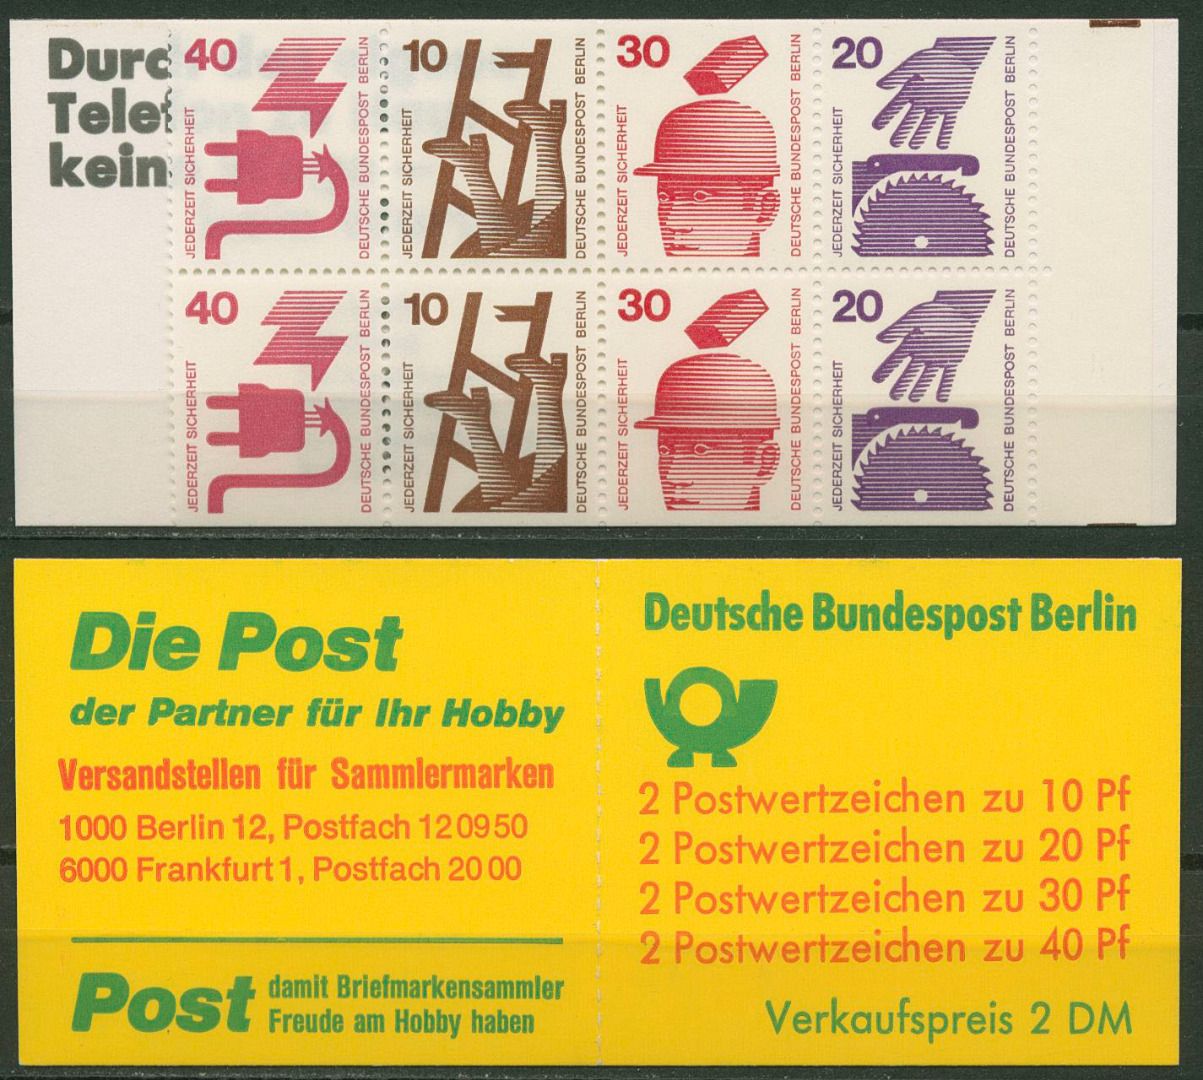 Durc
Telef
kein
40
JEDERZEIT SICHERHEIT
DEUTSCHE BUNDESPOST BERLIN
10
JEDERZEIT SICHERHEIT
DEUTSCHE BUNDESPOST BERLIN
30
JEDERZEIT SICHERHEIT
DEUTSCHE BUNDESPOST BERLIN
20
JEDERZEIT SICHERHEIT
DEUTSCHE BUNDESPOST BERLIN
40
JEDERZEIT SICHERHEIT
DEUTSCHE BUNDESPOST BERLIN
10
JEDERZEIT SICHERHEIT
DEUTSCHE BUNDESPOST BERLIN
30
JEDERZEIT SICHERHEIT
DEUTSCHE BUNDESPOST BERLIN
20
JEDERZEIT SICHERHEIT
DEUTSCHE BUNDESPOST BERLIN
Die Post
der Partner für Ihr Hobby
Versandstellen für Sammlermarken
1000 Berlin 12, Postfach 12 09 50
6000 Frankfurt 1, Postfach 20 00
Post
damit Briefmarkensammler
Freude am Hobby haben
Deutsche Bundespost Berlin
2 Postwertzeichen zu 10 Pf
2 Postwertzeichen zu 20 Pf
2 Postwertzeichen zu 30 Pf
2 Postwertzeichen zu 40 Pf
Verkaufspreis 2 DM